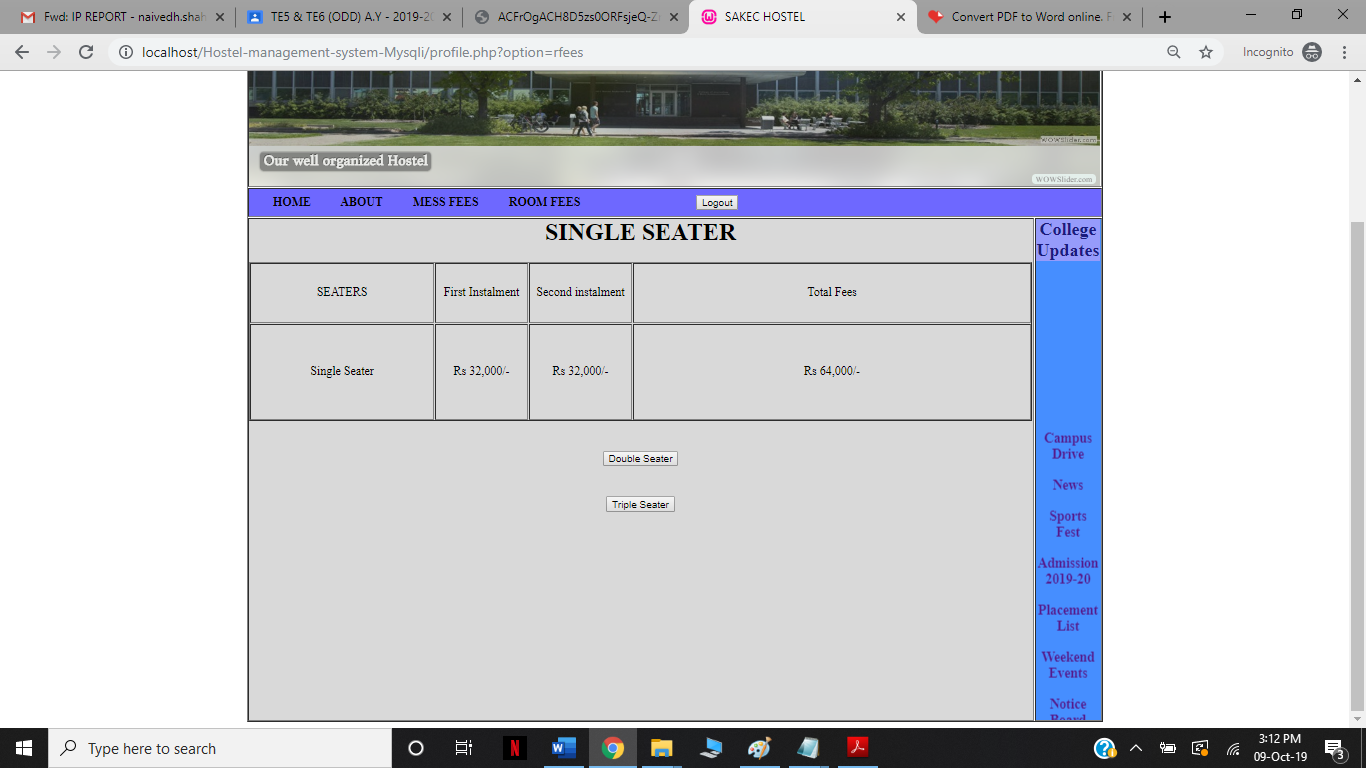 Fwd: IP REPORT - naivedh.shah
TE5 & TE6 (ODD) A.Y - 2019-20
ACFrOgACH8D5zs0ORFsjeQ-Z
SAKEC HOSTEL
Convert PDF to Word online. F
localhost/Hostel-management-system-Mysqli/profile.php?option=rfees
Incognito
WOWSlider.com
Our well organized Hostel
WOWSlider.com
HOME ABOUT MESS FEES ROOM FEES Logout
SINGLE SEATER
SEATERS First Instalment Second instalment Total Fees
Single Seater Rs 32,000/- Rs 32,000/- Rs 64,000/-
Double Seater
Triple Seater
College
Updates
Campus
Drive
News
Sports
Fest
Admission
2019-20
Placement
List
Weekend
Events
Notice
Board
Type here to search
3:12 PM
09-Oct-19
3